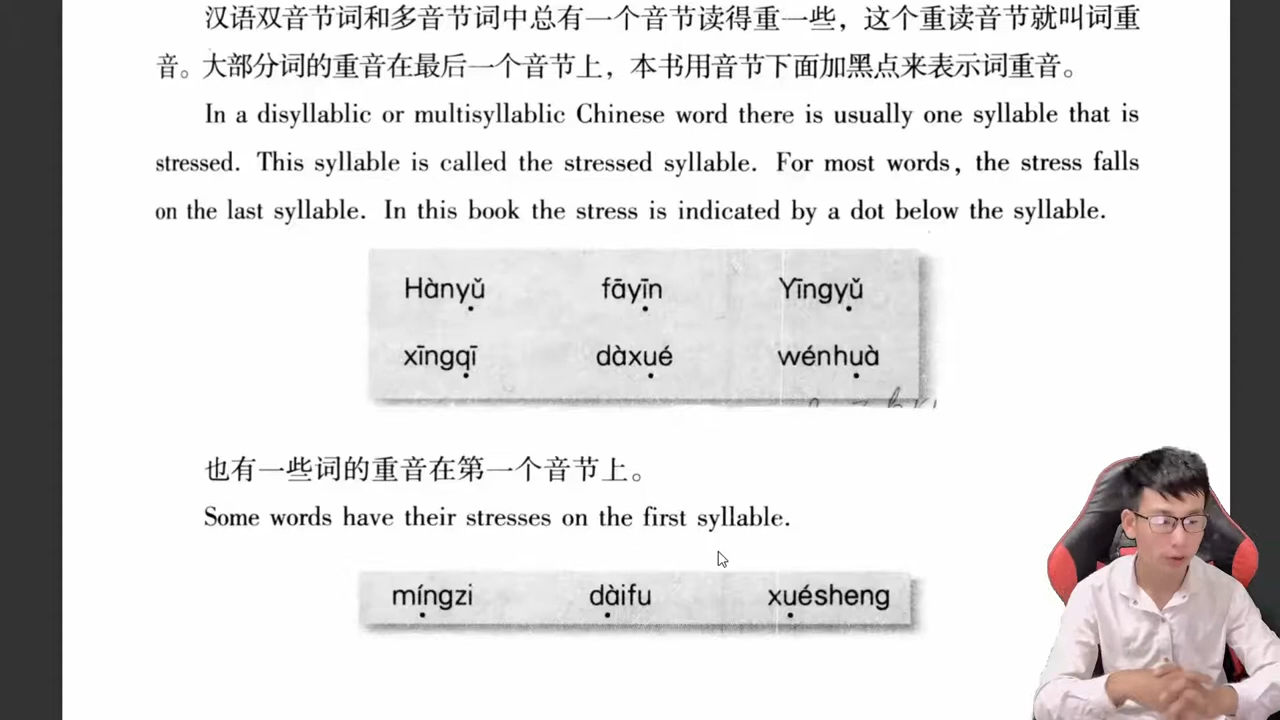 汉语双音节词和多音节词中总有一个音节读得重一些，这个重读音节就叫词重
音。大部分词的重音在最后一个音节上，本书用音节下面加黑点来表示词重音。
In a disyllablic or multisyllablic Chinese word there is usually one syllable that is
stressed. This syllable is called the stressed syllable. For most words, the stress falls
on the last syllable. In this book the stress is indicated by a dot below the syllable.
Hànyǔ fāyīn Yīngyǔ
xīngqī dàxué wénhuà
也有一些词的重音在第一个音节上。
Some words have their stresses on the first syllable.
míngzi dàifu xuésheng